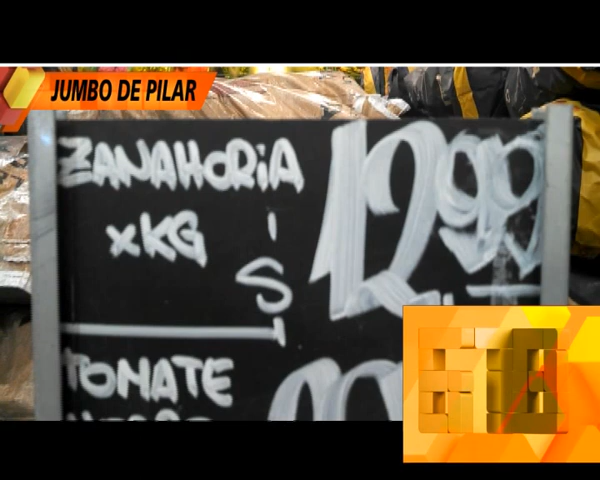 JUMBO DE PILAR
ZANAHORiA
xKG
$
12.99
TOMATE